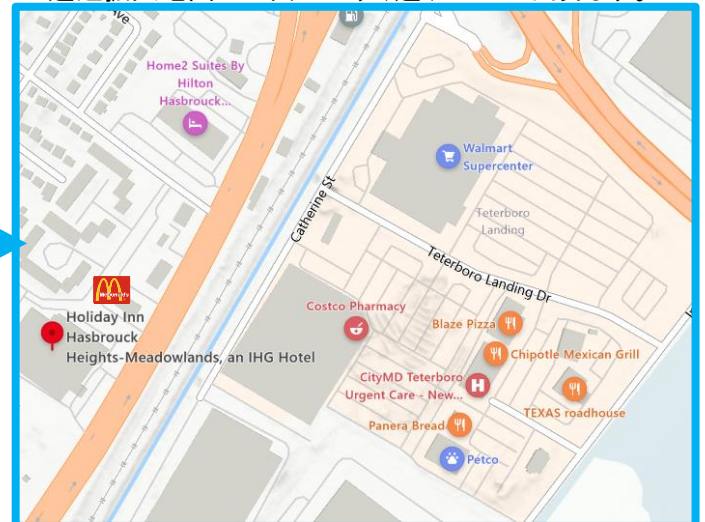 Ave
Home2 Suites By
Hilton
Hasbrouck...
Walmart
Supercenter
Catherine St
Teterboro
Landing
Teterboro Landing Dr
McDonald's
Holiday Inn
Hasbrouck
Heights-Meadowlands, an IHG Hotel
Costco Pharmacy
Blaze Pizza
Chipotle Mexican Grill
CityMD Teterboro
Urgent Care - New...
H
TEXAS roadhouse
Panera Bread
Petco